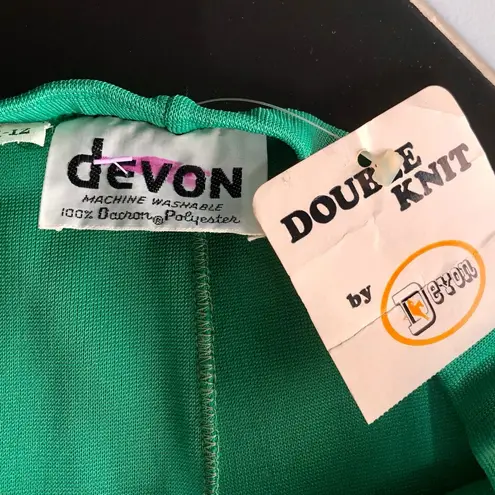 devon
MACHINE WASHABLE
100% Dacron® Polyester
DOUBLE
KNIT
by Devon